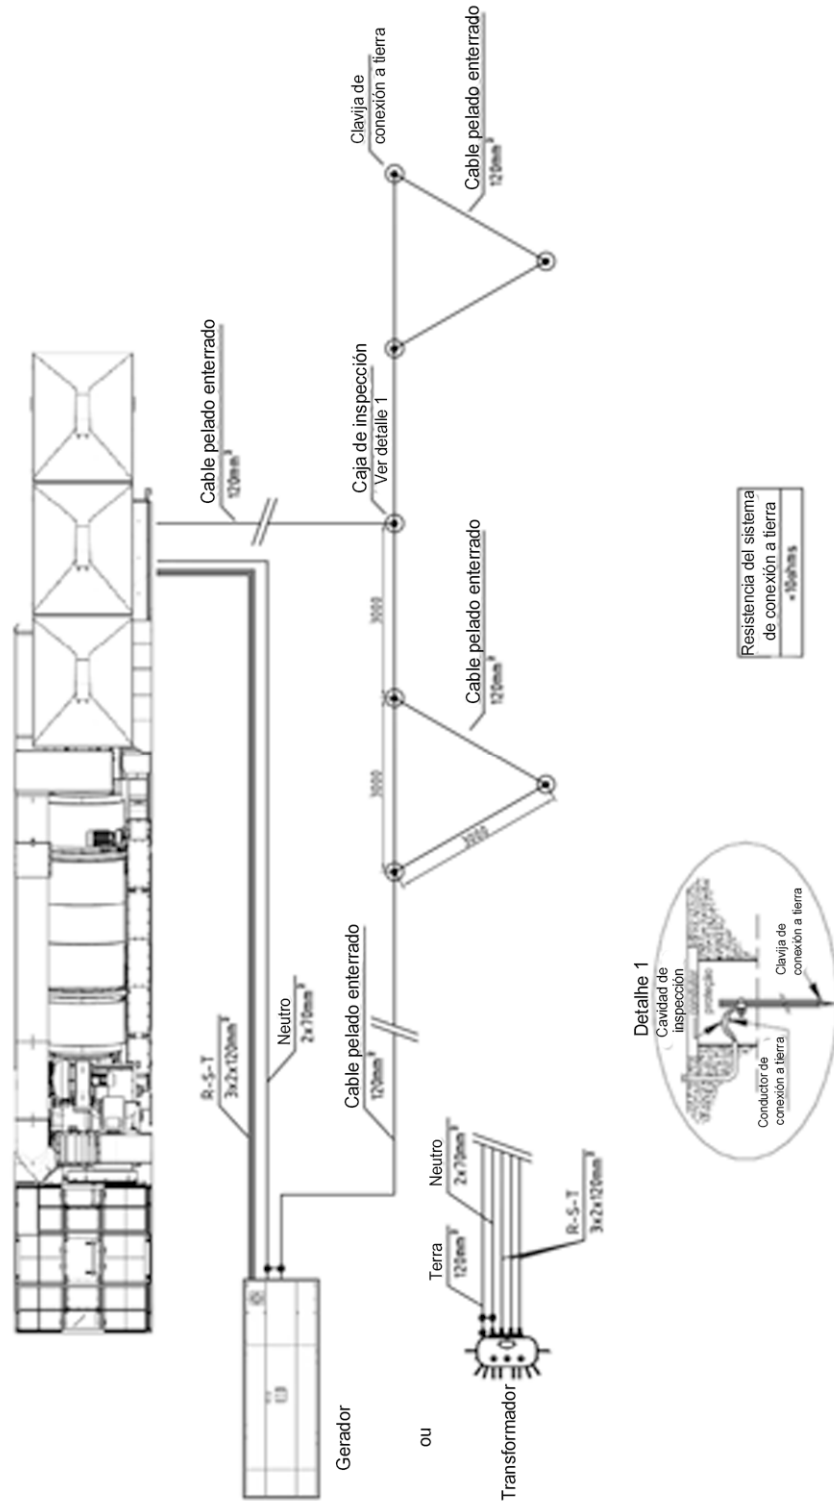 R-S-T
3x2x120mm²
Cable pelado enterrado
120mm²
Neutro
2x70mm²
Gerador
Cable pelado enterrado
120mm²
Caja de inspección
Ver detalle 1
Clavija de
conexión a tierra
3000
3000
ou
Terra
120mm²
Neutro
2x70mm²
3000
Cable pelado enterrado
120mm²
Cable pelado enterrado
120mm²
Transformador
R-S-T
3x2x120mm²
Detalhe 1
Cavidad de
inspección
proteção
Conductor de
conexión a tierra
Clavija de
conexión a tierra
Resistencia del sistema
de conexión a tierra
<10ohms